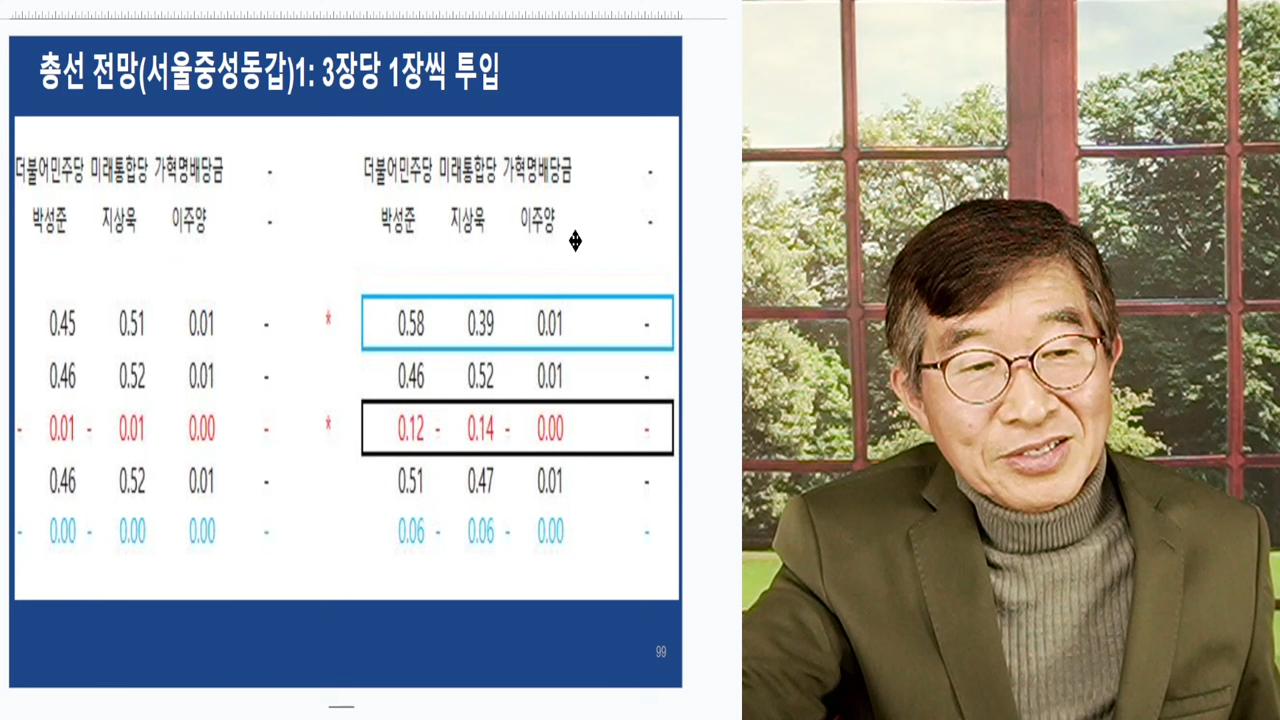 총선 전망(서울중성동갑)1: 3장당 1장씩 투입
더불어민주당 미래통합당 가혁명배당금 - 더불어민주당 미래통합당 가혁명배당금 -
박성준 지상욱 이주양 - 박성준 지상욱 이주양 -
0.45 0.51 0.01 - * 0.58 0.39 0.01 -
0.46 0.52 0.01 - 0.46 0.52 0.01 -
- 0.01 - 0.01 0.00 - * 0.12 - 0.14 - 0.00 -
0.46 0.52 0.01 - 0.51 0.47 0.01 -
- 0.00 - 0.00 0.00 - 0.06 - 0.06 - 0.00 -
99